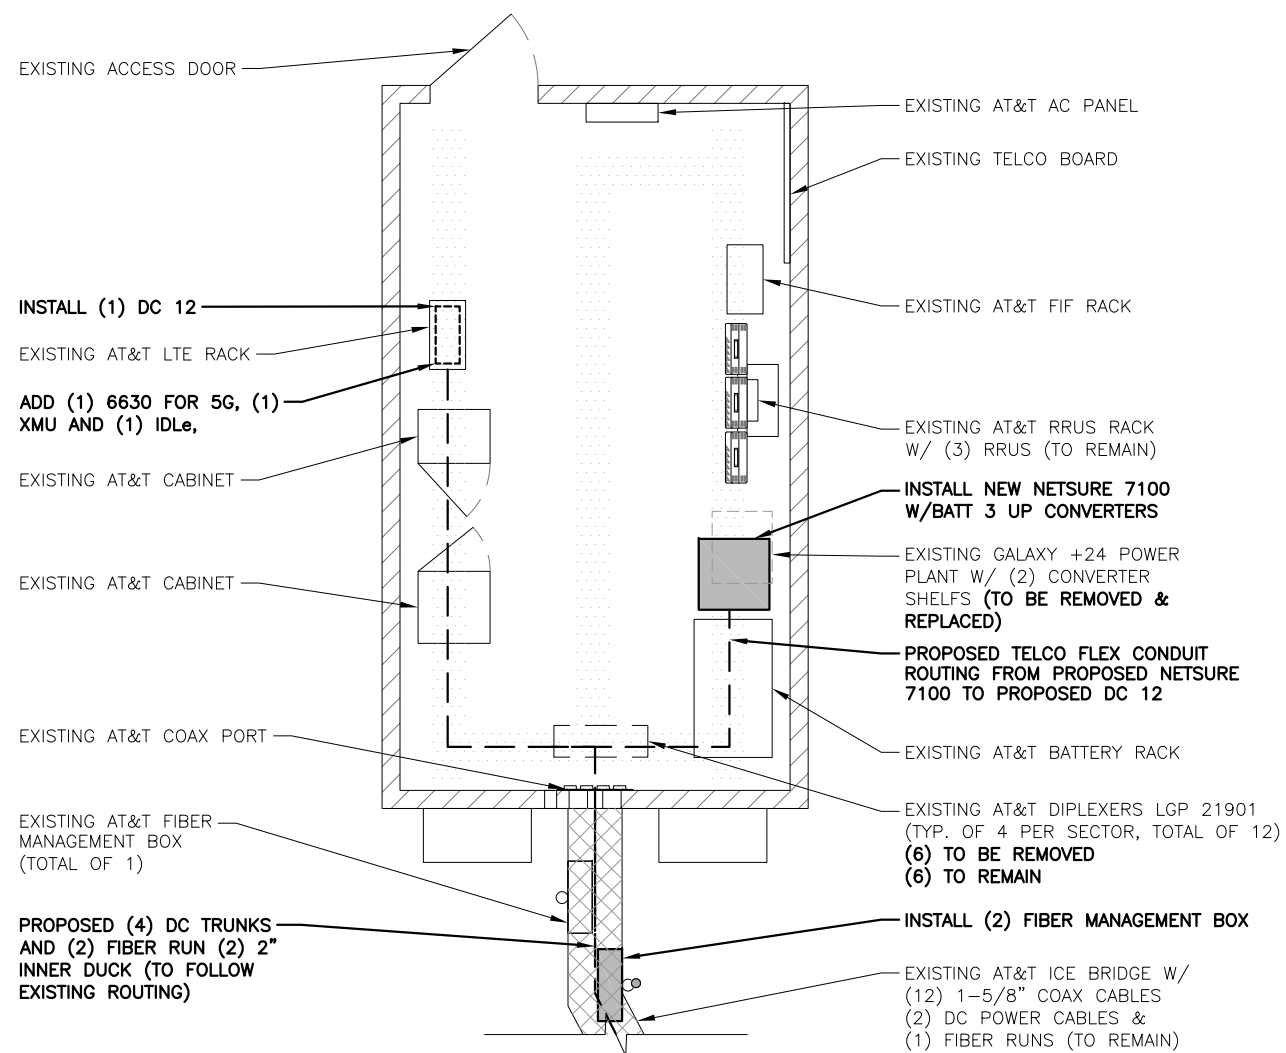 EXISTING ACCESS DOOR
INSTALL (1) DC 12
EXISTING AT&T LTE RACK
ADD (1) 6630 FOR 5G, (1)
XMU AND (1) IDLe,
EXISTING AT&T CABINET
EXISTING AT&T CABINET
EXISTING AT&T COAX PORT
EXISTING AT&T FIBER
MANAGEMENT BOX
(TOTAL OF 1)
PROPOSED (4) DC TRUNKS
AND (2) FIBER RUN (2) 2"
INNER DUCK (TO FOLLOW
EXISTING ROUTING)
EXISTING AT&T AC PANEL
EXISTING TELCO BOARD
EXISTING AT&T FIF RACK
EXISTING AT&T RRUS RACK
W/ (3) RRUS (TO REMAIN)
INSTALL NEW NETSURE 7100
W/BATT 3 UP CONVERTERS
EXISTING GALAXY +24 POWER
PLANT W/ (2) CONVERTER
SHELFS (TO BE REMOVED &
REPLACED)
PROPOSED TELCO FLEX CONDUIT
ROUTING FROM PROPOSED NETSURE
7100 TO PROPOSED DC 12
EXISTING AT&T BATTERY RACK
EXISTING AT&T DIPLEXERS LGP 21901
(TYP. OF 4 PER SECTOR, TOTAL OF 12)
(6) TO BE REMOVED
(6) TO REMAIN
INSTALL (2) FIBER MANAGEMENT BOX
EXISTING AT&T ICE BRIDGE W/
(12) 1-5/8" COAX CABLES
(2) DC POWER CABLES &
(1) FIBER RUNS (TO REMAIN)